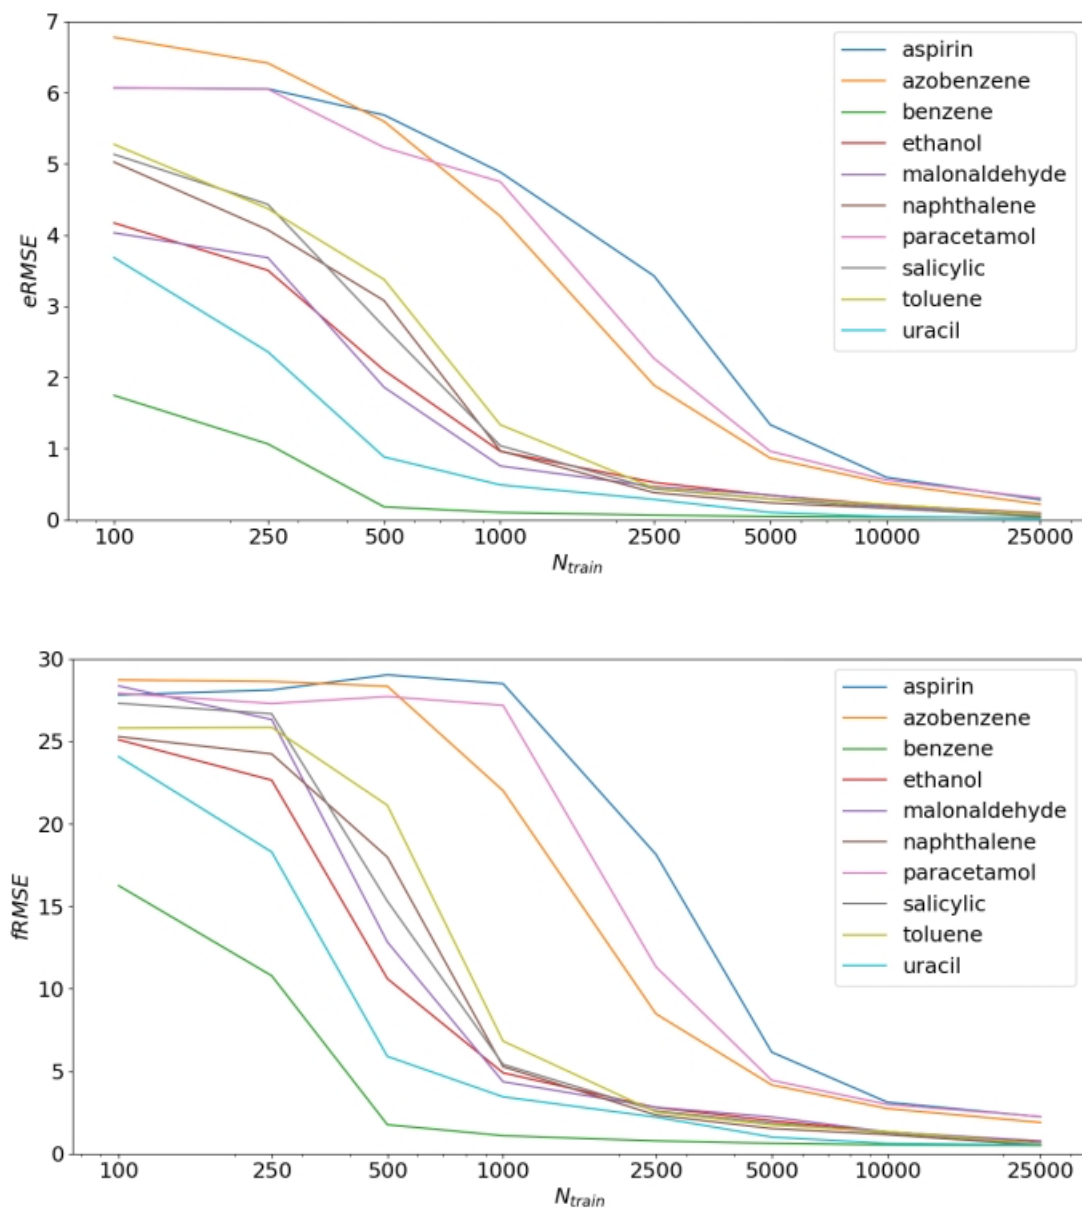 7
6
5
4
3
2
1
0
eRMSE
100 250 500 1000 2500 5000 10000 25000
N_train
aspirin
azobenzene
benzene
ethanol
malonaldehyde
naphthalene
paracetamol
salicylic
toluene
uracil
30
25
20
15
10
5
0
fRMSE
100 250 500 1000 2500 5000 10000 25000
N_train
aspirin
azobenzene
benzene
ethanol
malonaldehyde
naphthalene
paracetamol
salicylic
toluene
uracil